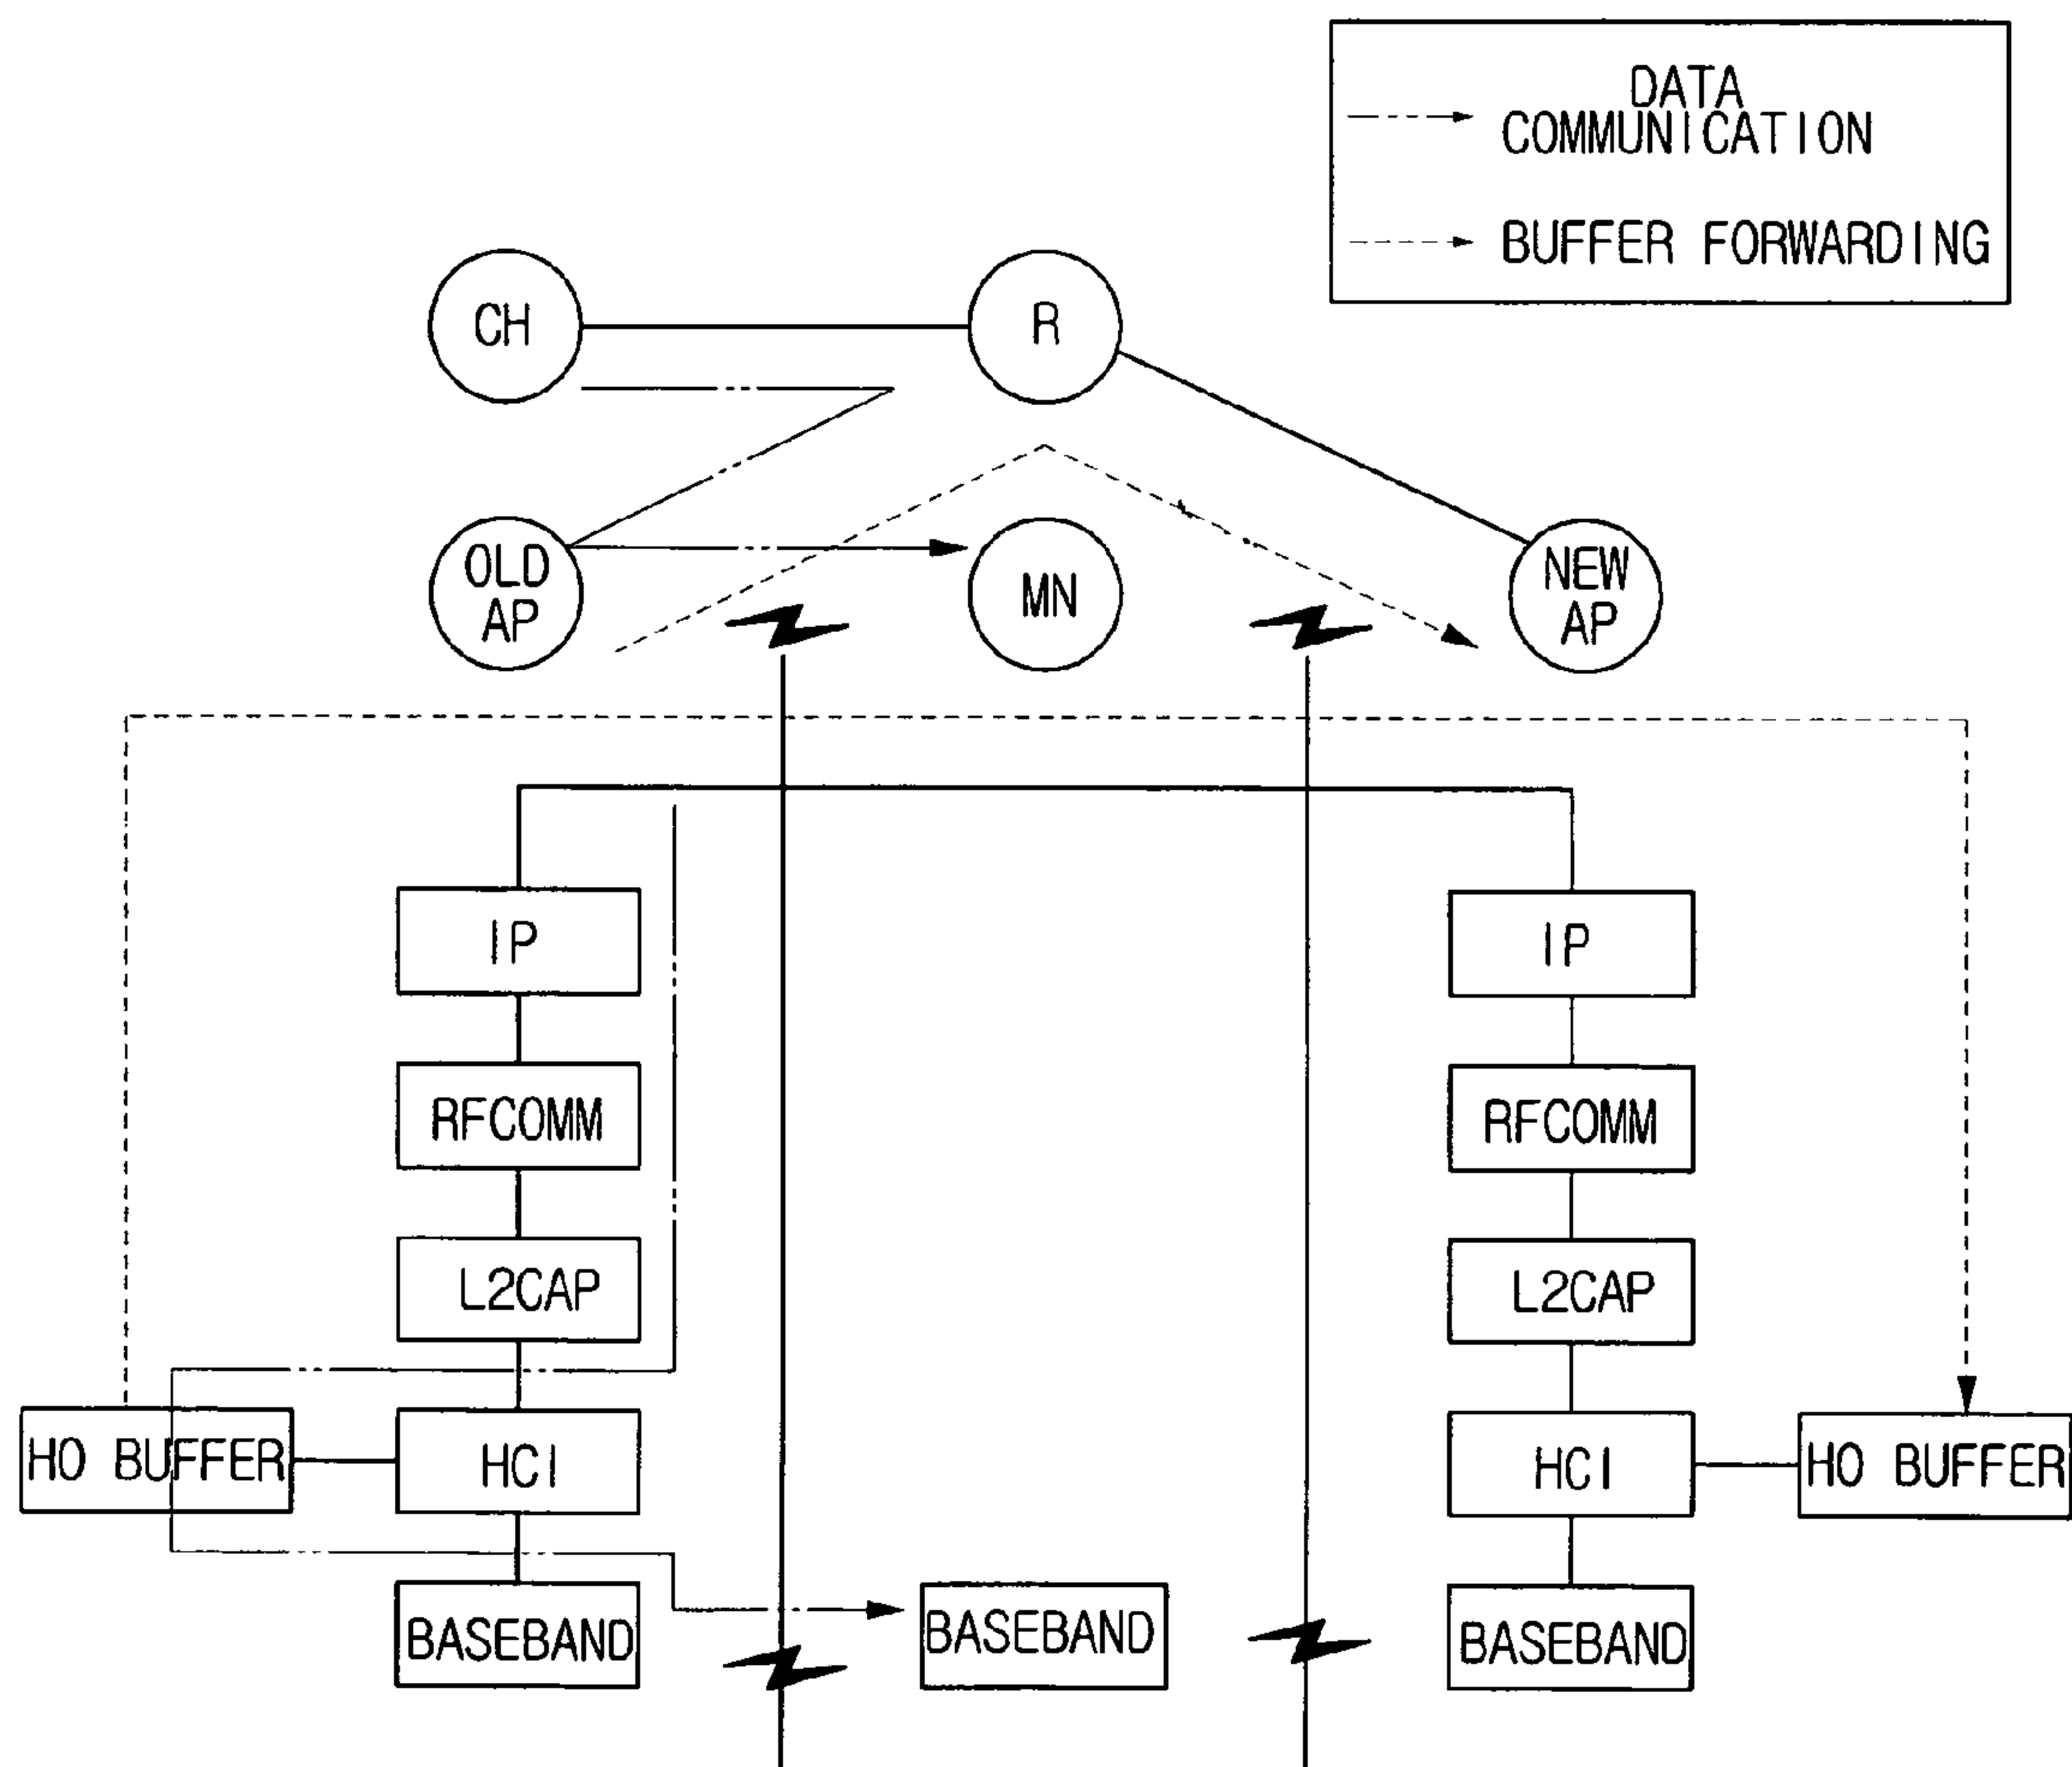 DATA
COMMUNICATION
BUFFER FORWARDING
CH
R
OLD
AP
MN
NEW
AP
IP
IP
RFCOMM
RFCOMM
L2CAP
L2CAP
HO BUFFER
HCI
HCI
HO BUFFER
BASEBAND
BASEBAND
BASEBAND